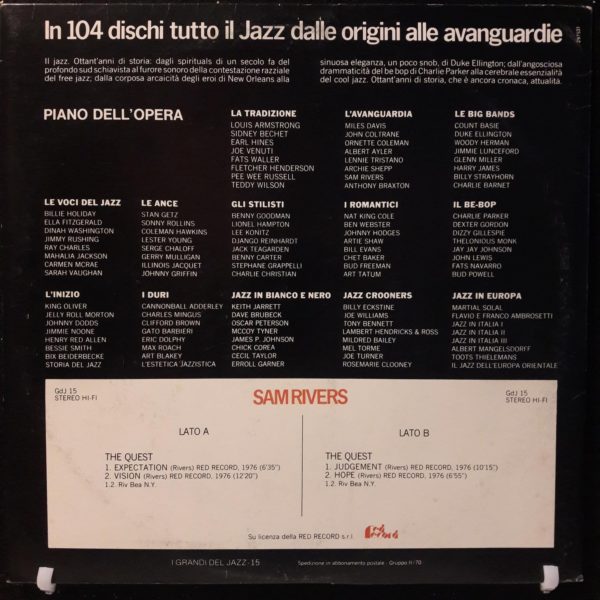 In 104 dischi tutto il Jazz dalle origini alle avanguardie
Il jazz. Ottant'anni di storia: dagli spirituals di un secolo fa del
profondo sud schiavista al furore sonoro della contestazione razziale
del free jazz; dalla corposa arcaicità degli eroi di New Orleans alla
sinuosa eleganza, un poco snob, di Duke Ellington; dall'angosciosa
drammaticità del be bop di Charlie Parker alla cerebrale essenzialità
del cool jazz. Ottant'anni di storia, che è ancora cronaca, attualità.
PIANO DELL'OPERA
LA TRADIZIONE
LOUIS ARMSTRONG
SIDNEY BECHET
EARL HINES
JOE VENUTI
FATS WALLER
FLETCHER HENDERSON
PEE WEE RUSSELL
TEDDY WILSON
L'AVANGUARDIA
MILES DAVIS
JOHN COLTRANE
ORNETTE COLEMAN
ALBERT AYLER
LENNIE TRISTANO
ARCHIE SHEPP
SAM RIVERS
ANTHONY BRAXTON
LE BIG BANDS
COUNT BASIE
DUKE ELLINGTON
WOODY HERMAN
JIMMIE LUNCEFORD
GLENN MILLER
HARRY JAMES
BILLY STRAYHORN
CHARLIE BARNET
LE VOCI DEL JAZZ
BILLIE HOLIDAY
ELLA FITZGERALD
DINAH WASHINGTON
JIMMY RUSHING
RAY CHARLES
MAHALIA JACKSON
CARMEN MCRAE
SARAH VAUGHAN
LE ANCE
STAN GETZ
SONNY ROLLINS
COLEMAN HAWKINS
LESTER YOUNG
SERGE CHALOFF
GERRY MULLIGAN
ILLINOIS JACQUET
JOHNNY GRIFFIN
GLI STILISTI
BENNY GOODMAN
LIONEL HAMPTON
LEE KONITZ
DJANGO REINHARDT
JACK TEAGARDEN
BENNY CARTER
STEPHANE GRAPPELLI
CHARLIE CHRISTIAN
I ROMANTICI
NAT KING COLE
BEN WEBSTER
JOHNNY HODGES
ARTIE SHAW
BILL EVANS
CHET BAKER
BUD FREEMAN
ART TATUM
IL BE-BOP
CHARLIE PARKER
DEXTER GORDON
DIZZY GILLESPIE
THELONIOUS MONK
JAY JAY JOHNSON
JOHN LEWIS
FATS NAVARRO
BUD POWELL
L'INIZIO
KING OLIVER
JELLY ROLL MORTON
JOHNNY DODDS
JIMMIE NOONE
HENRY RED ALLEN
BESSIE SMITH
BIX BEIDERBECKE
STORIA DEL JAZZ
I DURI
CANNONBALL ADDERLEY
CHARLES MINGUS
CLIFFORD BROWN
GATO BARBIERI
ERIC DOLPHY
MAX ROACH
ART BLAKEY
L'ESTETICA JAZZISTICA
JAZZ IN BIANCO E NERO
KEITH JARRETT
DAVE BRUBECK
OSCAR PETERSON
MCCOY TYNER
JAMES P. JOHNSON
CHICK COREA
CECIL TAYLOR
ERROLL GARNER
JAZZ CROONERS
BILLY ECKSTINE
JOE WILLIAMS
TONY BENNETT
LAMBERT HENDRICKS & ROSS
MILDRED BAILEY
MEL TORME
JOE TURNER
ROSEMARIE CLOONEY
JAZZ IN EUROPA
MARTIAL SOLAL
FLAVIO E FRANCO AMBROSETTI
JAZZ IN ITALIA I
JAZZ IN ITALIA II
JAZZ IN ITALIA III
ALBERT MANGELSDORFF
TOOTS THIELEMANS
IL JAZZ DELL'EUROPA ORIENTALE
GdJ 15
STEREO HI-FI
SAM RIVERS
GdJ 15
STEREO HI-FI
LATO A
THE QUEST
1. EXPECTATION (Rivers) RED RECORD, 1976 (6'35")
2. VISION (Rivers) RED RECORD, 1976 (12'20")
1.2. Riv Bea N.Y.
LATO B
THE QUEST
1. JUDGEMENT (Rivers) RED RECORD, 1976 (10'15")
2. HOPE (Rivers) RED RECORD, 1976 (6'55")
1.2. Riv Bea N.Y.
Su licenza della RED RECORD s.r.l.
I GRANDI DEL JAZZ - 15
Spedizione in abbonamento postale - Gruppo II/70